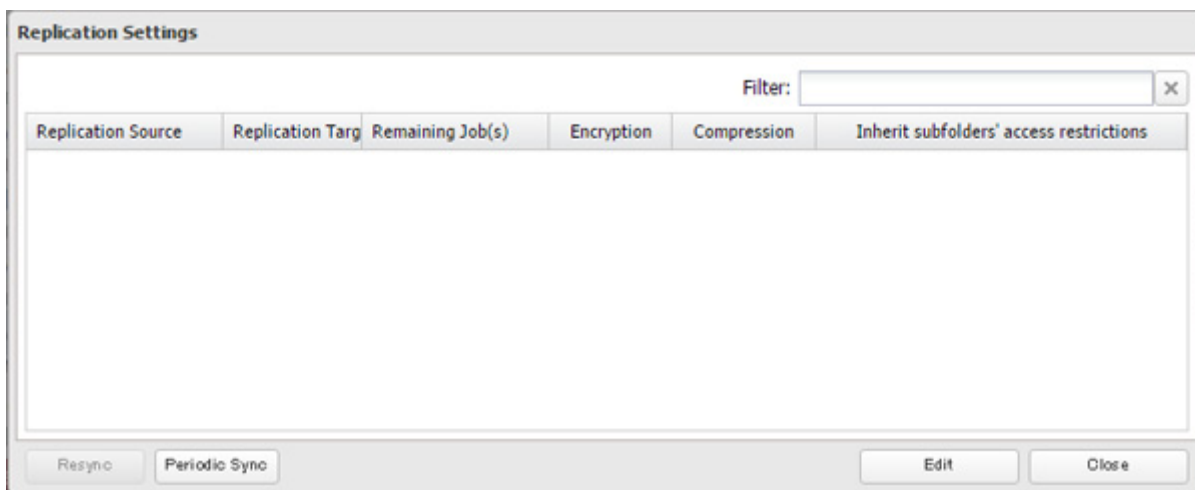 Replication Settings
Filter:
Replication Source Replication Targ Remaining Job(s) Encryption Compression Inherit subfolders' access restrictions
Resync Periodic Sync Edit Close